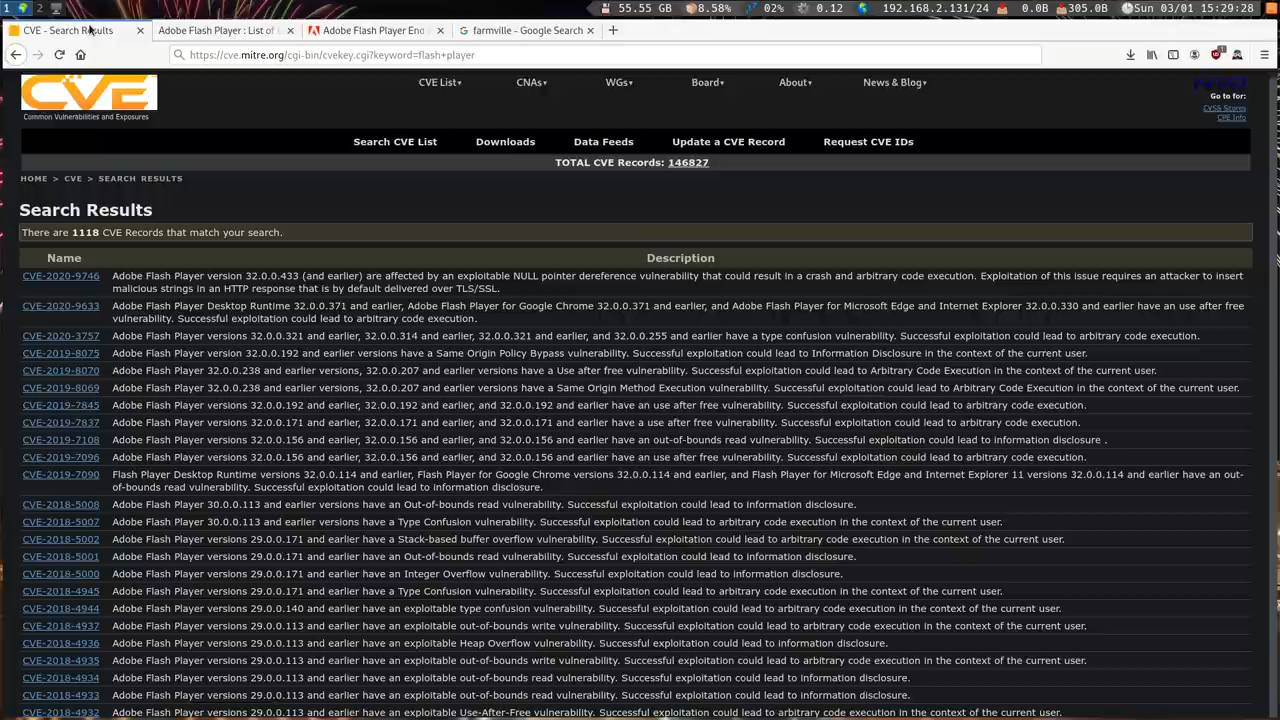 1 2 55.55 GB 8.58% 02% 0.12 192.168.2.131/24 0.0B 305.0B Sun 03/01 15:29:28
CVE - Search Results Adobe Flash Player : List of Adobe Flash Player End farmville - Google Search
https://cve.mitre.org/cgi-bin/cvekey.cgi?keyword=flash+player
CVE List▾ CNAs▾ WGs▾ Board▾ About▾ News & Blog▾
CVE
Common Vulnerabilities and Exposures
Go to for:
CVSS Scores
CPE Info
Search CVE List Downloads Data Feeds Update a CVE Record Request CVE IDs
TOTAL CVE Records: 146827
HOME > CVE > SEARCH RESULTS
Search Results
There are 1118 CVE Records that match your search.
Name Description
CVE-2020-9746 Adobe Flash Player version 32.0.0.433 (and earlier) are affected by an exploitable NULL pointer dereference vulnerability that could result in a crash and arbitrary code execution. Exploitation of this issue requires an attacker to insert
malicious strings in an HTTP response that is by default delivered over TLS/SSL.
CVE-2020-9633 Adobe Flash Player Desktop Runtime 32.0.0.371 and earlier, Adobe Flash Player for Google Chrome 32.0.0.371 and earlier, and Adobe Flash Player for Microsoft Edge and Internet Explorer 32.0.0.330 and earlier have an use after free
vulnerability. Successful exploitation could lead to arbitrary code execution.
CVE-2020-3757 Adobe Flash Player versions 32.0.0.321 and earlier, 32.0.0.314 and earlier, 32.0.0.321 and earlier, and 32.0.0.255 and earlier have a type confusion vulnerability. Successful exploitation could lead to arbitrary code execution.
CVE-2019-8075 Adobe Flash Player version 32.0.0.192 and earlier versions have a Same Origin Policy Bypass vulnerability. Successful exploitation could lead to Information Disclosure in the context of the current user.
CVE-2019-8070 Adobe Flash Player 32.0.0.238 and earlier versions, 32.0.0.207 and earlier versions have a Use after free vulnerability. Successful exploitation could lead to Arbitrary Code Execution in the context of the current user.
CVE-2019-8069 Adobe Flash Player 32.0.0.238 and earlier versions, 32.0.0.207 and earlier versions have a Same Origin Method Execution vulnerability. Successful exploitation could lead to Arbitrary Code Execution in the context of the current user.
CVE-2019-7845 Adobe Flash Player versions 32.0.0.192 and earlier, 32.0.0.192 and earlier, and 32.0.0.192 and earlier have an use after free vulnerability. Successful exploitation could lead to arbitrary code execution.
CVE-2019-7837 Adobe Flash Player versions 32.0.0.171 and earlier, 32.0.0.171 and earlier, and 32.0.0.171 and earlier have a use after free vulnerability. Successful exploitation could lead to arbitrary code execution.
CVE-2019-7108 Adobe Flash Player versions 32.0.0.156 and earlier, 32.0.0.156 and earlier, and 32.0.0.156 and earlier have an out-of-bounds read vulnerability. Successful exploitation could lead to information disclosure .
CVE-2019-7096 Adobe Flash Player versions 32.0.0.156 and earlier, 32.0.0.156 and earlier, and 32.0.0.156 and earlier have an use after free vulnerability. Successful exploitation could lead to arbitrary code execution.
CVE-2019-7090 Flash Player Desktop Runtime versions 32.0.0.114 and earlier, Flash Player for Google Chrome versions 32.0.0.114 and earlier, and Flash Player for Microsoft Edge and Internet Explorer 11 versions 32.0.0.114 and earlier have an out-
of-bounds read vulnerability. Successful exploitation could lead to information disclosure.
CVE-2018-5008 Adobe Flash Player 30.0.0.113 and earlier versions have an Out-of-bounds read vulnerability. Successful exploitation could lead to information disclosure.
CVE-2018-5007 Adobe Flash Player 30.0.0.113 and earlier versions have a Type Confusion vulnerability. Successful exploitation could lead to arbitrary code execution in the context of the current user.
CVE-2018-5002 Adobe Flash Player versions 29.0.0.171 and earlier have a Stack-based buffer overflow vulnerability. Successful exploitation could lead to arbitrary code execution in the context of the current user.
CVE-2018-5001 Adobe Flash Player versions 29.0.0.171 and earlier have an Out-of-bounds read vulnerability. Successful exploitation could lead to information disclosure.
CVE-2018-5000 Adobe Flash Player versions 29.0.0.171 and earlier have an Integer Overflow vulnerability. Successful exploitation could lead to information disclosure.
CVE-2018-4945 Adobe Flash Player versions 29.0.0.171 and earlier have a Type Confusion vulnerability. Successful exploitation could lead to arbitrary code execution in the context of the current user.
CVE-2018-4944 Adobe Flash Player versions 29.0.0.140 and earlier have an exploitable type confusion vulnerability. Successful exploitation could lead to arbitrary code execution in the context of the current user.
CVE-2018-4937 Adobe Flash Player versions 29.0.0.113 and earlier have an exploitable out-of-bounds write vulnerability. Successful exploitation could lead to arbitrary code execution in the context of the current user.
CVE-2018-4936 Adobe Flash Player versions 29.0.0.113 and earlier have an exploitable Heap Overflow vulnerability. Successful exploitation could lead to information disclosure.
CVE-2018-4935 Adobe Flash Player versions 29.0.0.113 and earlier have an exploitable out-of-bounds write vulnerability. Successful exploitation could lead to arbitrary code execution in the context of the current user.
CVE-2018-4934 Adobe Flash Player versions 29.0.0.113 and earlier have an exploitable out-of-bounds read vulnerability. Successful exploitation could lead to information disclosure.
CVE-2018-4933 Adobe Flash Player versions 29.0.0.113 and earlier have an exploitable out-of-bounds read vulnerability. Successful exploitation could lead to information disclosure.
CVE-2018-4932 Adobe Flash Player versions 29.0.0.113 and earlier have an exploitable Use-After-Free vulnerability. Successful exploitation could lead to arbitrary code execution in the context of the current user.